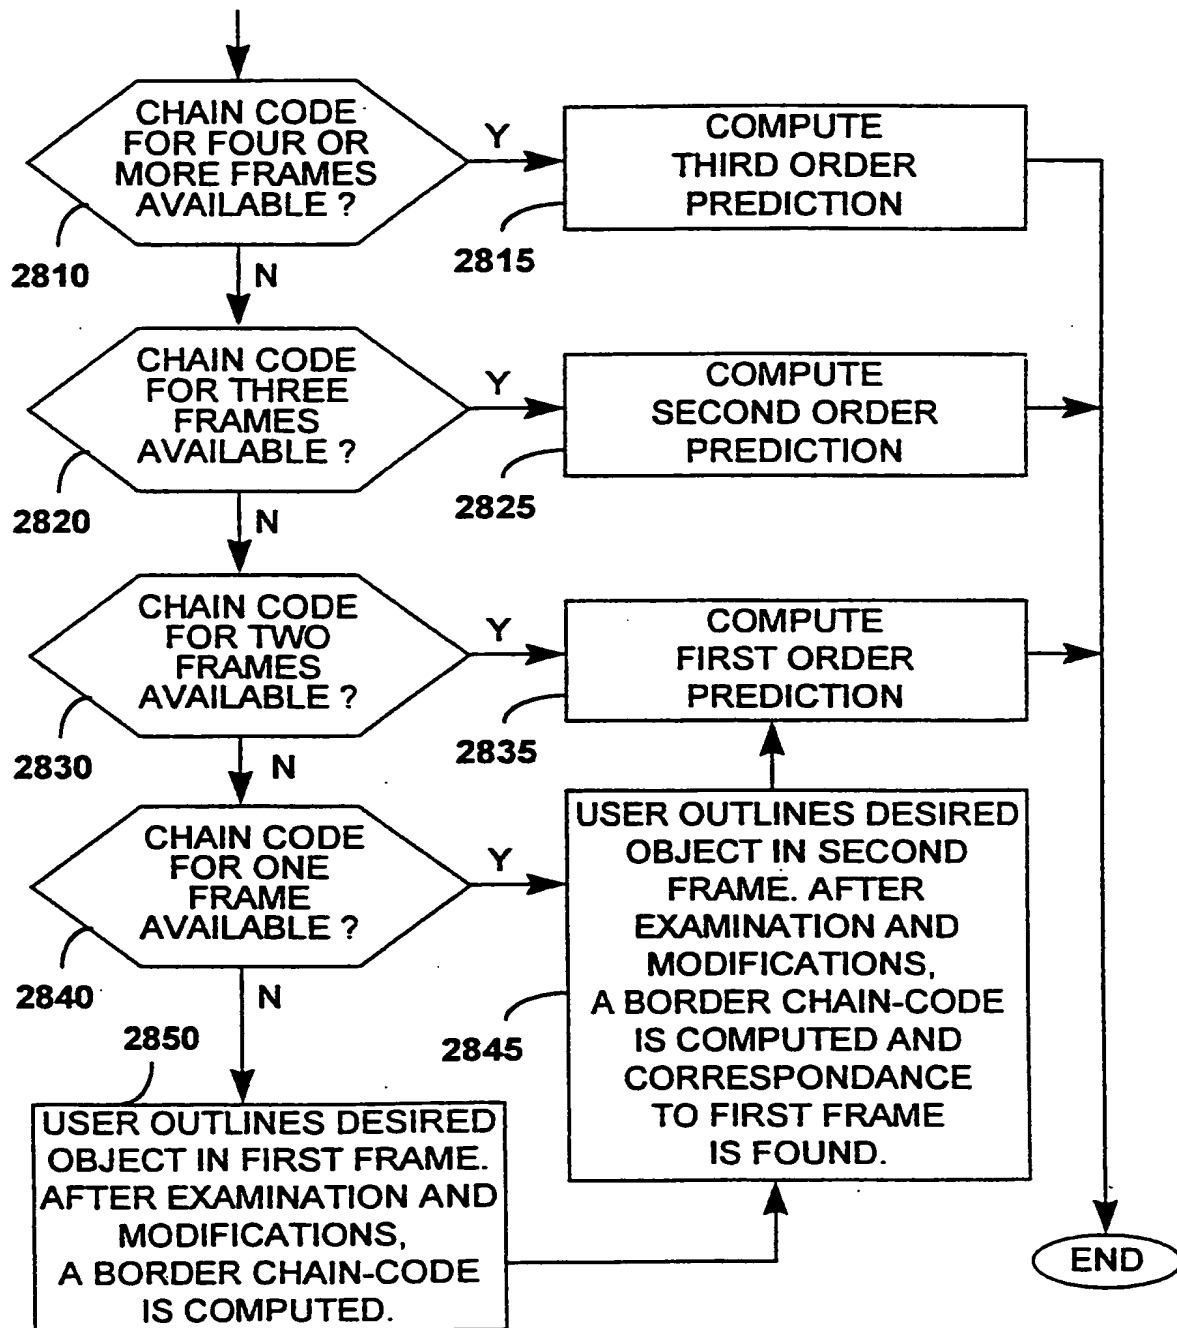 CHAIN CODE
FOR FOUR OR
MORE FRAMES
AVAILABLE ?
Y
COMPUTE
THIRD ORDER
PREDICTION
2810
2815
N
CHAIN CODE
FOR THREE
FRAMES
AVAILABLE ?
Y
COMPUTE
SECOND ORDER
PREDICTION
2820
2825
N
CHAIN CODE
FOR TWO
FRAMES
AVAILABLE ?
Y
COMPUTE
FIRST ORDER
PREDICTION
2830
2835
N
CHAIN CODE
FOR ONE
FRAME
AVAILABLE ?
Y
USER OUTLINES DESIRED
OBJECT IN SECOND
FRAME. AFTER
EXAMINATION AND
MODIFICATIONS,
A BORDER CHAIN-CODE
IS COMPUTED AND
CORRESPONDANCE
TO FIRST FRAME
IS FOUND.
2840
N
2845
2850
USER OUTLINES DESIRED
OBJECT IN FIRST FRAME.
AFTER EXAMINATION AND
MODIFICATIONS,
A BORDER CHAIN-CODE
IS COMPUTED.
END